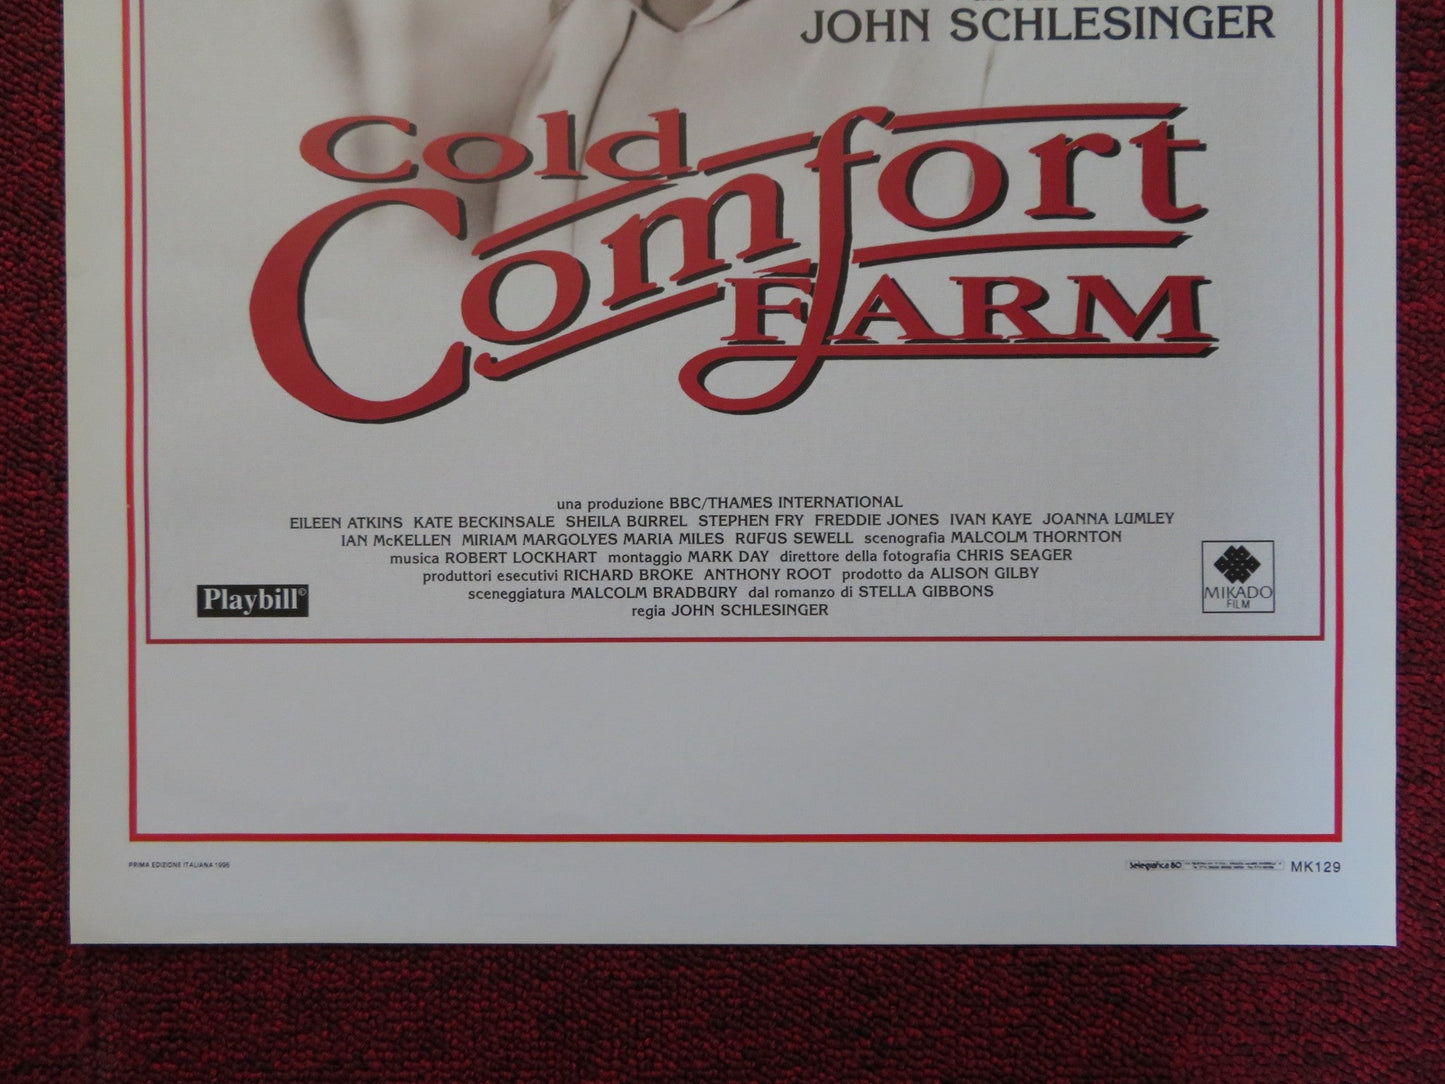 JOHN SCHLESINGER
Cold
Comfort
FARM
una produzione BBC/THAMES INTERNATIONAL
EILEEN ATKINS KATE BECKINSALE SHEILA BURREL STEPHEN FRY FREDDIE JONES IVAN KAYE JOANNA LUMLEY
IAN McKELLEN MIRIAM MARGOLYES MARIA MILES RUFUS SEWELL scenografia MALCOLM THORNTON
musica ROBERT LOCKHART montaggio MARK DAY direttore della fotografia CHRIS SEAGER
produttori esecutivi RICHARD BROKE ANTHONY ROOT prodotto da ALISON GILBY
sceneggiatura MALCOLM BRADBURY dal romanzo di STELLA GIBBONS
regia JOHN SCHLESINGER
Playbill©
MIKADO
FILM
PRIMA EDIZIONE ITALIANA 1996
Selegrafica 80
MK129